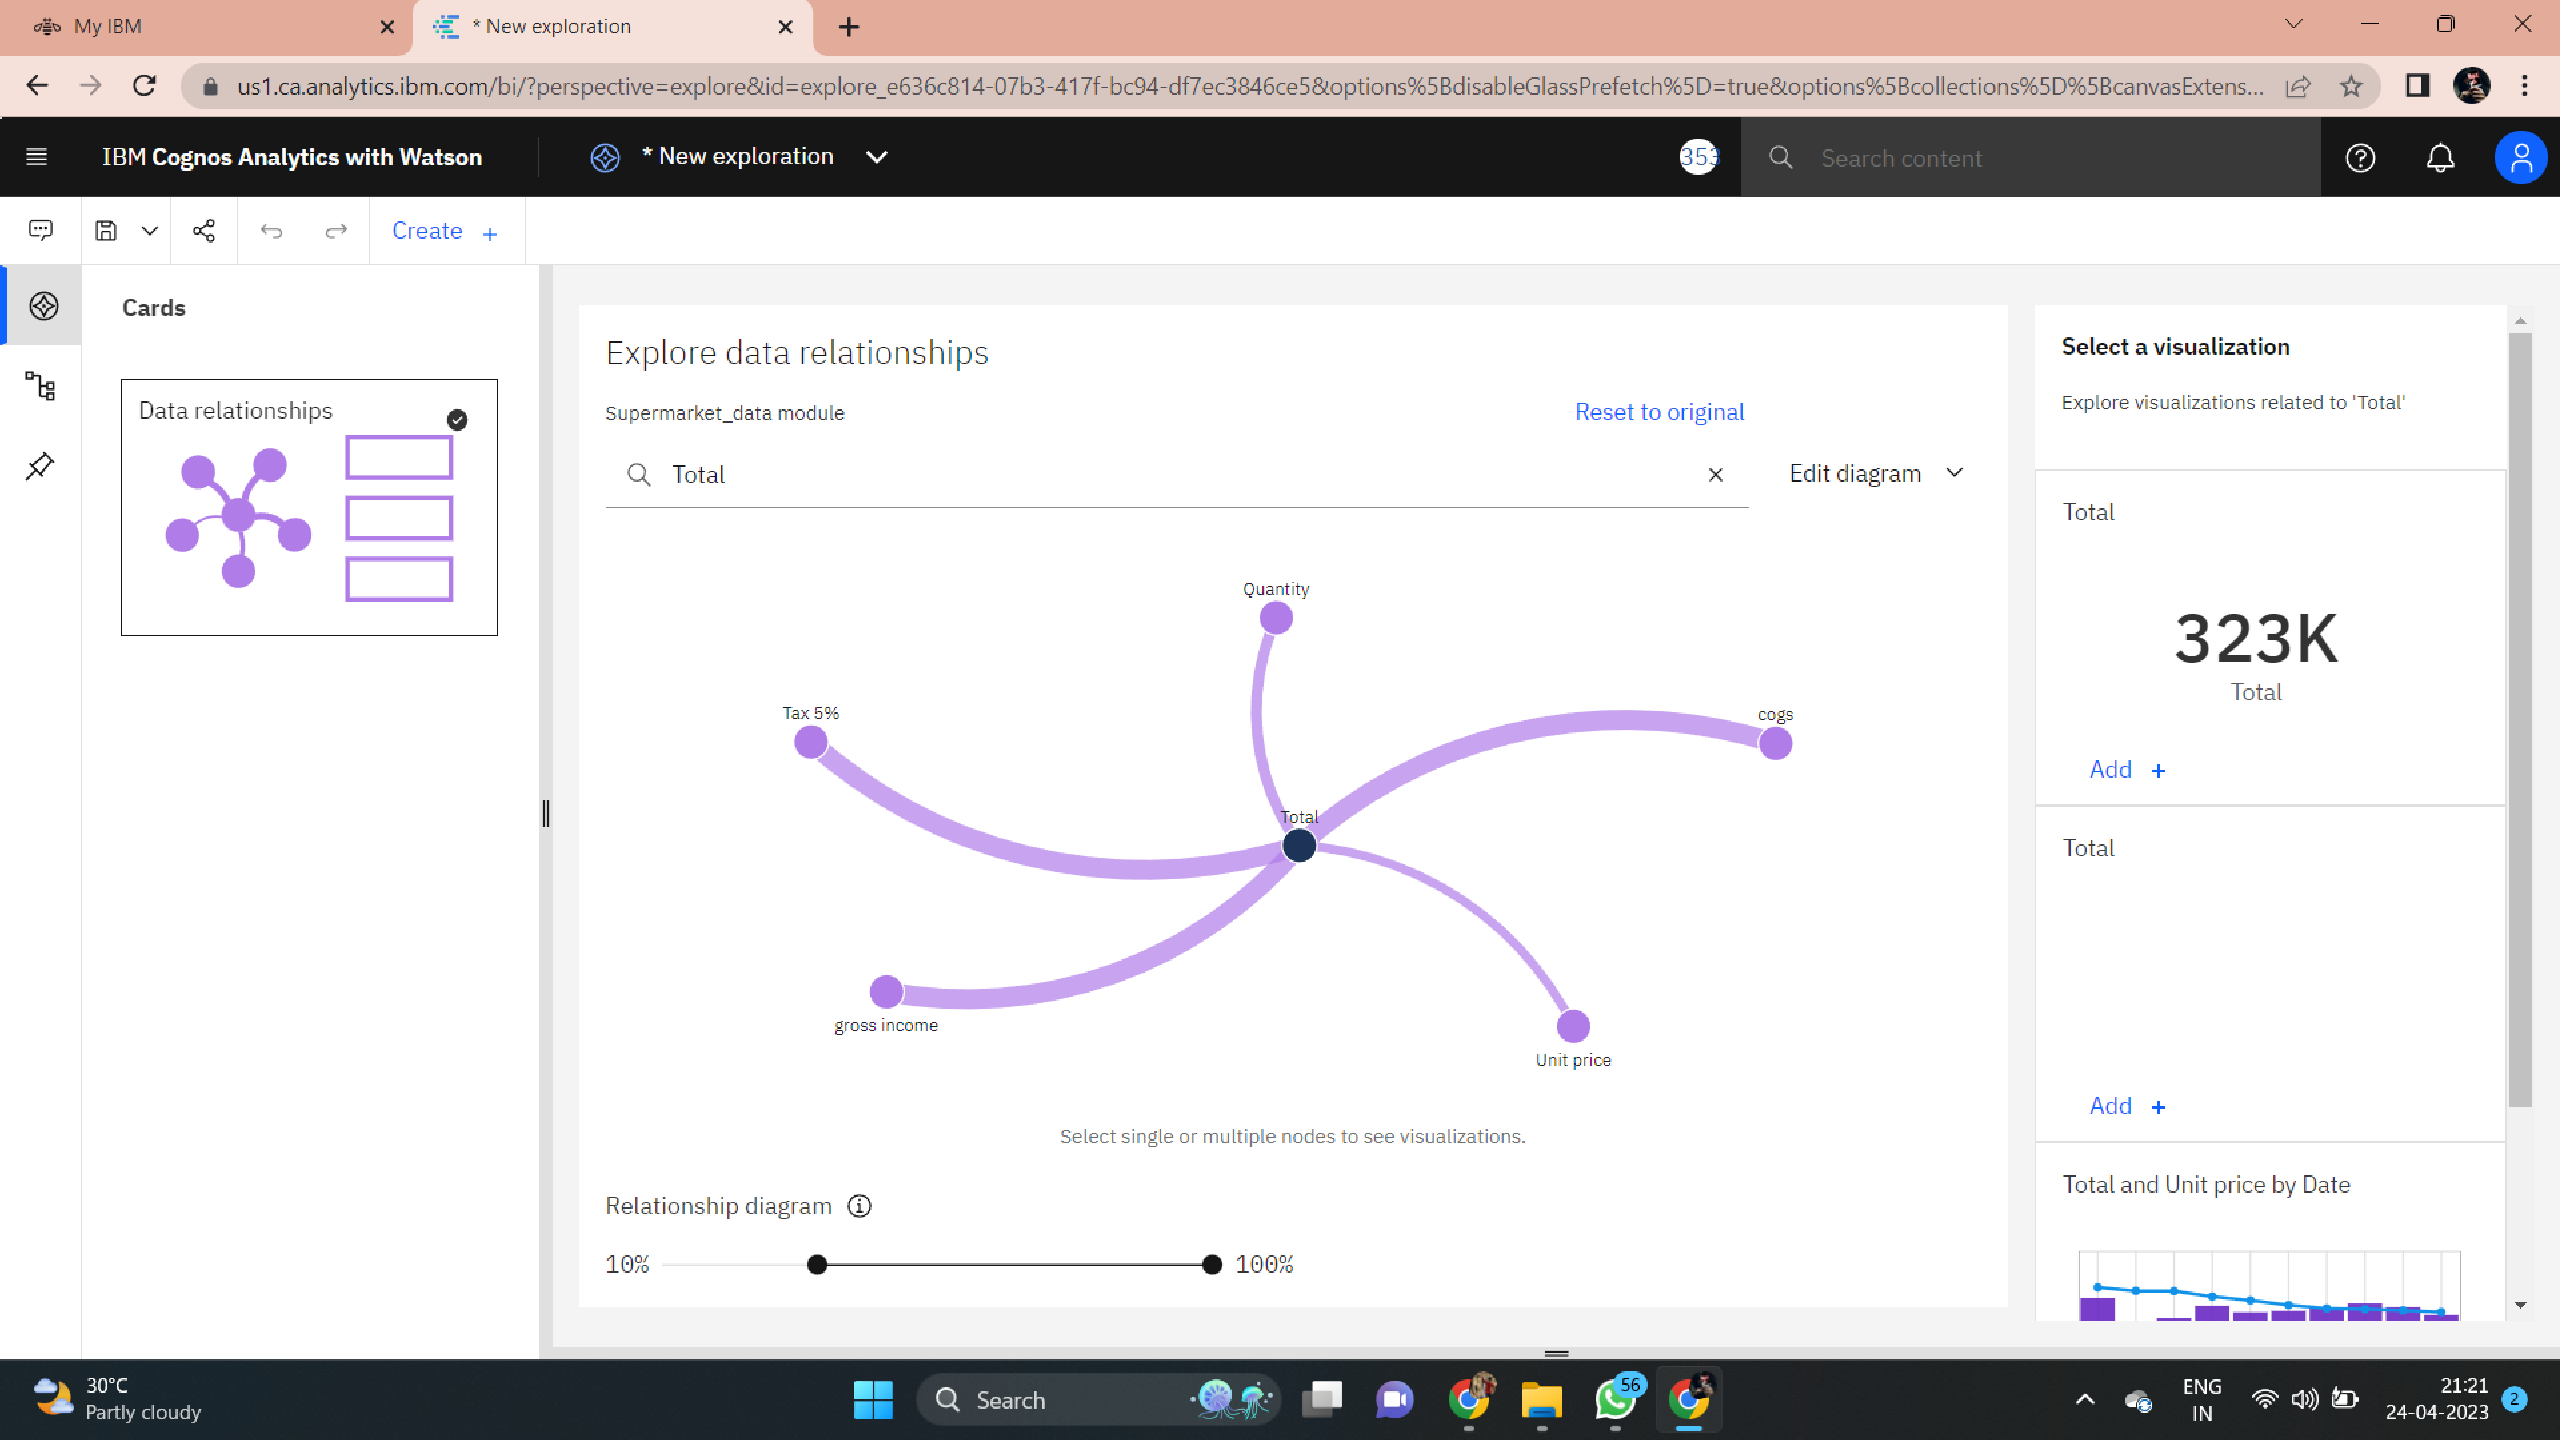 My IBM
* New exploration
us1.ca.analytics.ibm.com/bi/?perspective=explore&id=explore_e636c814-07b3-417f-bc94-df7ec3846ce5&options%5BdisableGlassPrefetch%5D=true&options%5Bcollections%5D%5BcanvasExtens...
IBM Cognos Analytics with Watson
* New exploration
353
Search content
Create +
Cards
Data relationships
Explore data relationships
Supermarket_data module
Reset to original
Total
Edit diagram
Quantity
Tax 5%
cogs
Total
gross income
Unit price
Select single or multiple nodes to see visualizations.
Relationship diagram
10%
100%
Select a visualization
Explore visualizations related to 'Total'
Total
323K
Total
Add +
Total
Add +
Total and Unit price by Date
30°C
Partly cloudy
Search
56
ENG
IN
21:21
24-04-2023
2